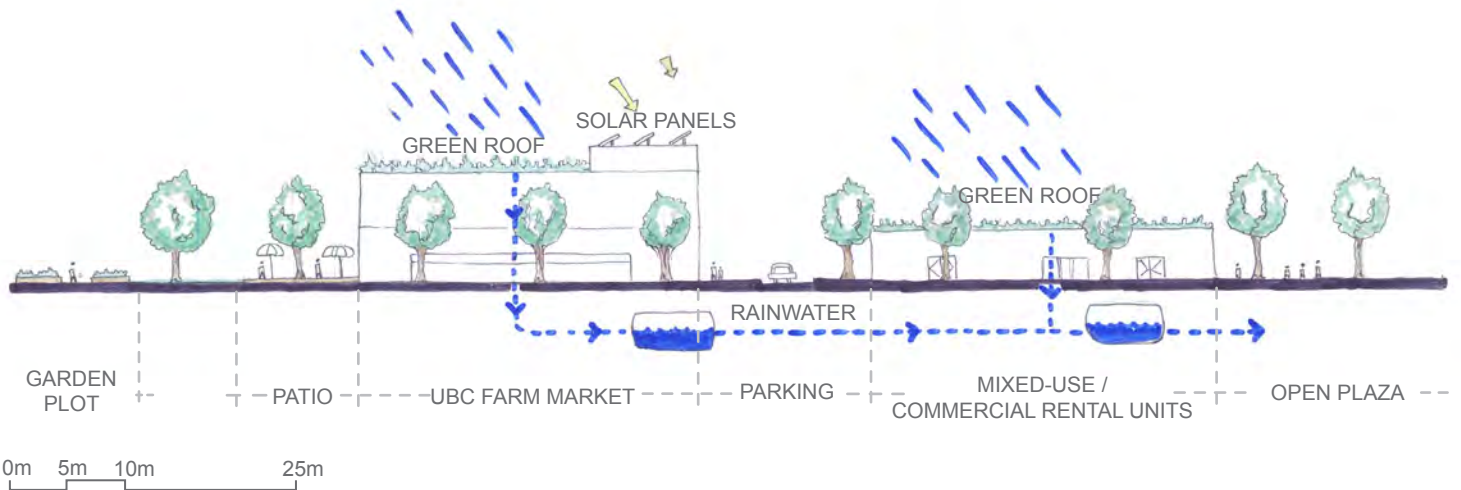 SOLAR PANELS
GREEN ROOF
GREEN ROOF
RAINWATER
GARDEN
PLOT
PATIO
UBC FARM MARKET
PARKING
MIXED-USE /
COMMERCIAL RENTAL UNITS
OPEN PLAZA
0m 5m 10m 25m